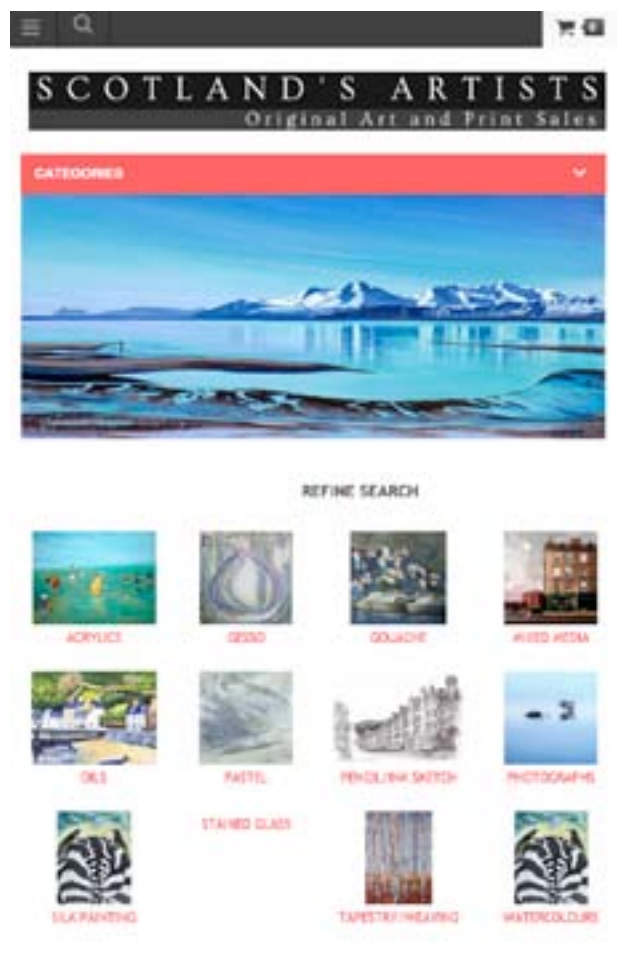 SCOTLAND'S ARTISTS
Original Art and Print Sales
CATEGORIES
REFINE SEARCH
ACRYLICS
GESSO
GOUACHE
MIXED MEDIA
OILS
PASTEL
PENCIL/INK SKETCH
PHOTOGRAPHS
STAINED GLASS
SILK PAINTING
TAPESTRY/WEAVING
WATERCOLOURS